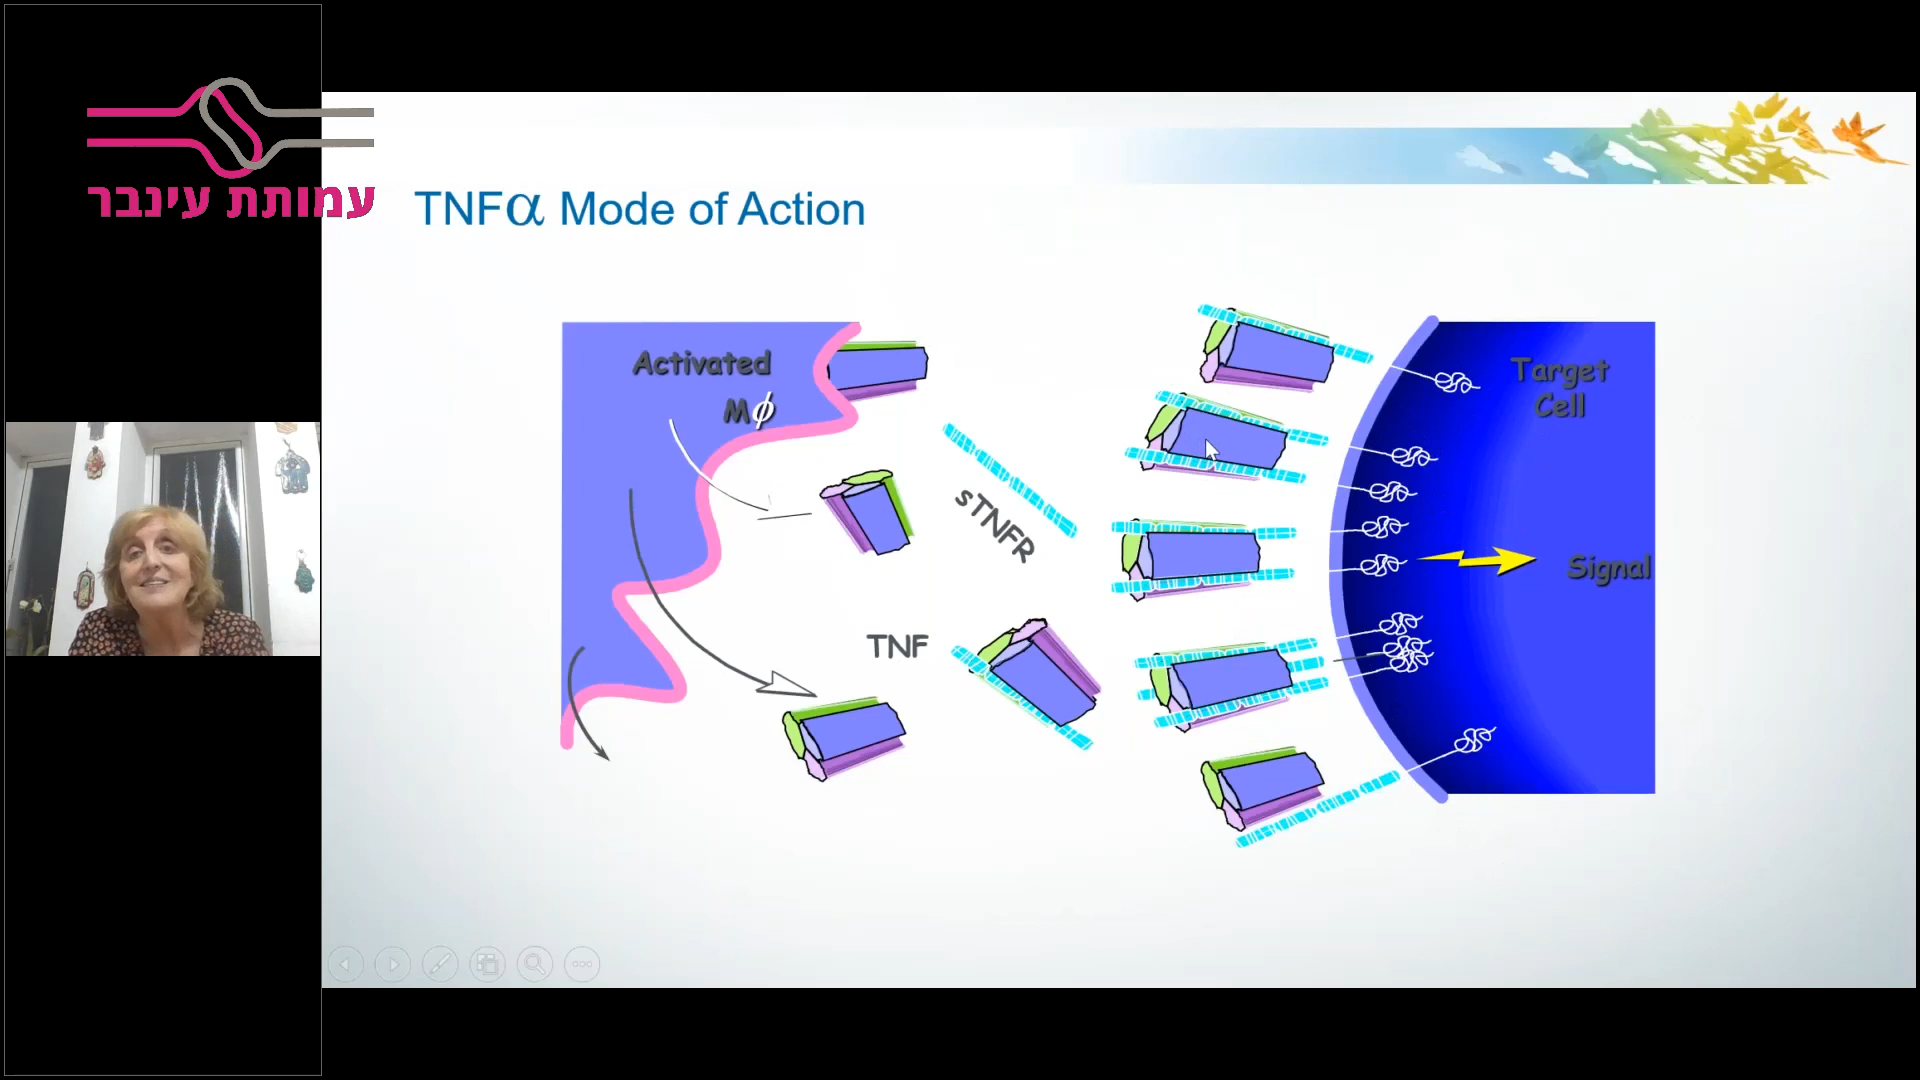 עמותת עינבר
TNFα Mode of Action
Activated
Mϕ
Target
Cell
sTNFR
Signal
TNF